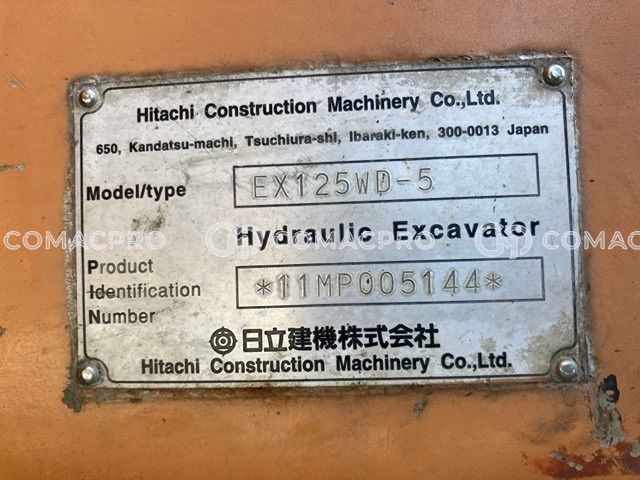 Hitachi Construction Machinery Co.,Ltd.
650, Kandatsu-machi, Tsuchiura-shi, Ibaraki-ken, 300-0013 Japan
Model/type EX125WD-5
Hydraulic Excavator
COMACPRO COMACPRO COMACPRO
Product
Identification *11MP005144*
Number
日立建機株式会社
Hitachi Construction Machinery Co.,Ltd.